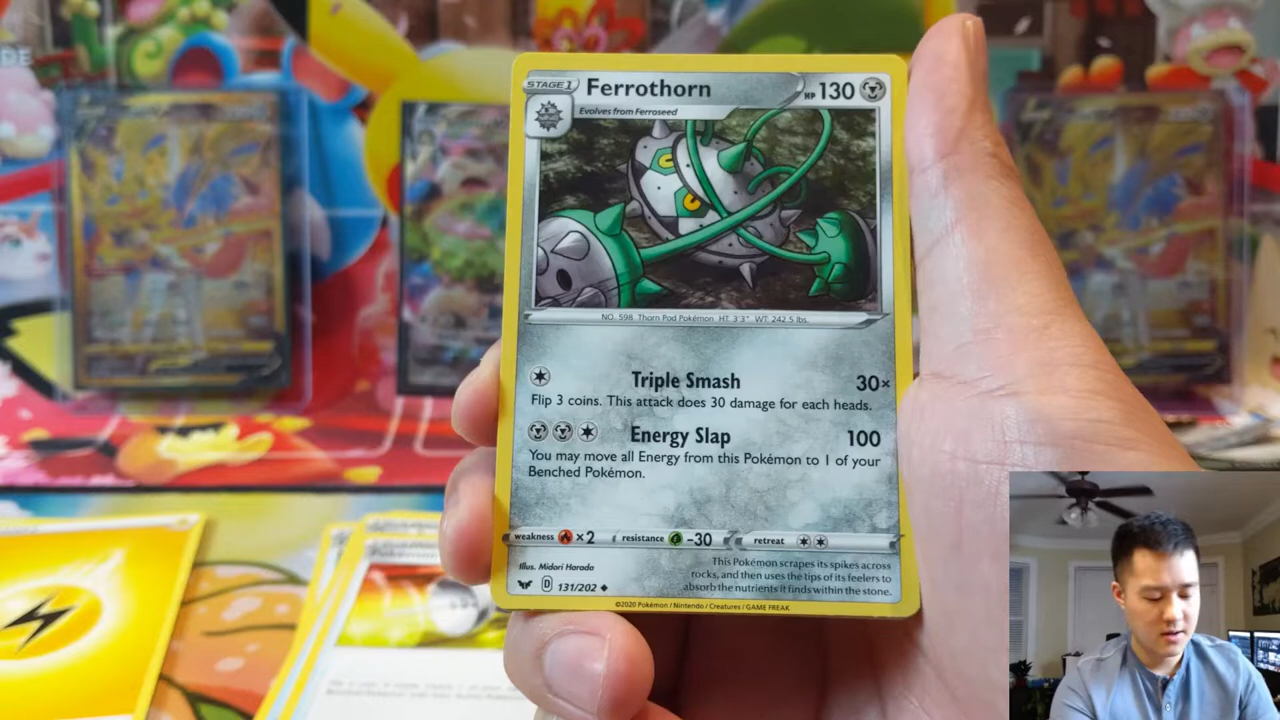 STAGE 1
Ferrothorn
HP 130
Evolves from Ferroseed
NO. 598 Thorn Pod Pokémon HT: 3'3" WT: 242.5 lbs.
Triple Smash 30×
Flip 3 coins. This attack does 30 damage for each heads.
Energy Slap 100
You may move all Energy from this Pokémon to 1 of your
Benched Pokémon.
weakness ×2 resistance -30 retreat
Illus. Midori Harada
D 131/202
This Pokémon scrapes its spikes across
rocks, and then uses the tips of its feelers to
absorb the nutrients it finds within the stone.
©2020 Pokémon / Nintendo / Creatures / GAME FREAK